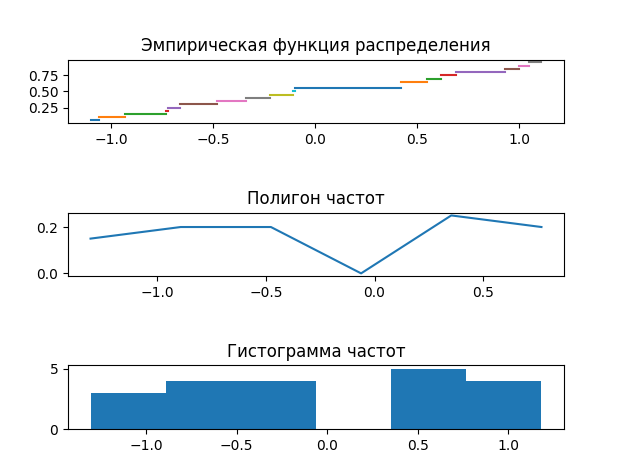 Эмпирическая функция распределения
0.75
0.50
0.25
−1.0 −0.5 0.0 0.5 1.0
Полигон частот
0.2
0.0
−1.0 −0.5 0.0 0.5
Гистограмма частот
5
0
−1.0 −0.5 0.0 0.5 1.0